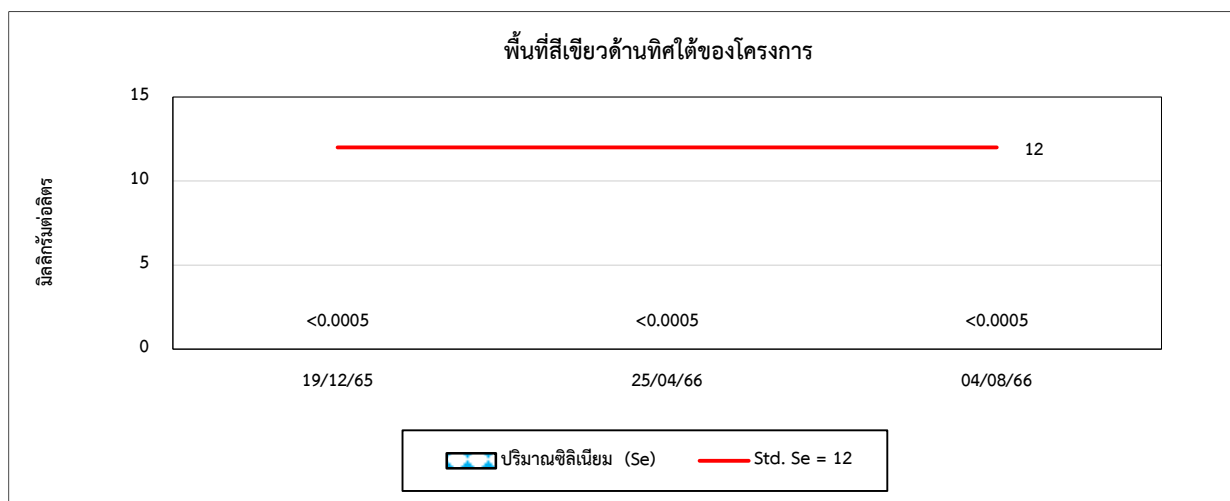 พื้นที่สีเขียวด้านทิศใต้ของโครงการ
มิลลิกรัมต่อลิตร
15
12
10
5
<0.0005 <0.0005 <0.0005
0
19/12/65 25/04/66 04/08/66
ปริมาณซิลิเนียม (Se) Std. Se = 12